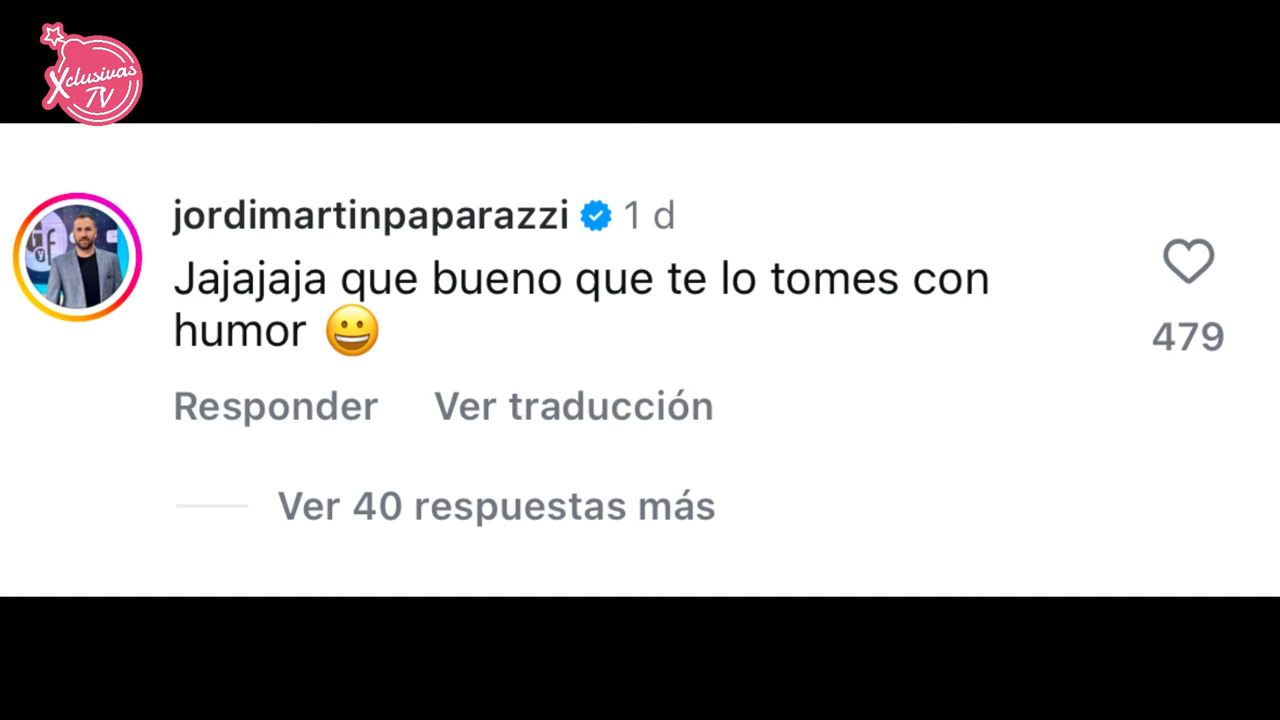 Xclusivas
TV
jordimartinpaparazzi 1 d
Jajajaja que bueno que te lo tomes con
humor 😀
479
Responder Ver traducción
Ver 40 respuestas más